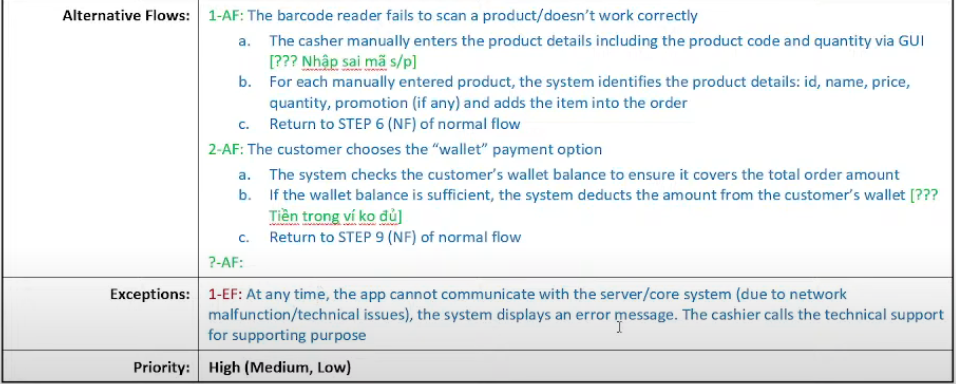 Alternative Flows: 1-AF: The barcode reader fails to scan a product/doesn’t work correctly
a. The casher manually enters the product details including the product code and quantity via GUI
[??? Nhập sai mã s/p]
b. For each manually entered product, the system identifies the product details: id, name, price,
quantity, promotion (if any) and adds the item into the order
c. Return to STEP 6 (NF) of normal flow
2-AF: The customer chooses the “wallet” payment option
a. The system checks the customer’s wallet balance to ensure it covers the total order amount
b. If the wallet balance is sufficient, the system deducts the amount from the customer’s wallet [???
Tiền trong ví ko đủ]
c. Return to STEP 9 (NF) of normal flow
?-AF:
Exceptions: 1-EF: At any time, the app cannot communicate with the server/core system (due to network
malfunction/technical issues), the system displays an error message. The cashier calls the technical support
for supporting purpose
Priority: High (Medium, Low)